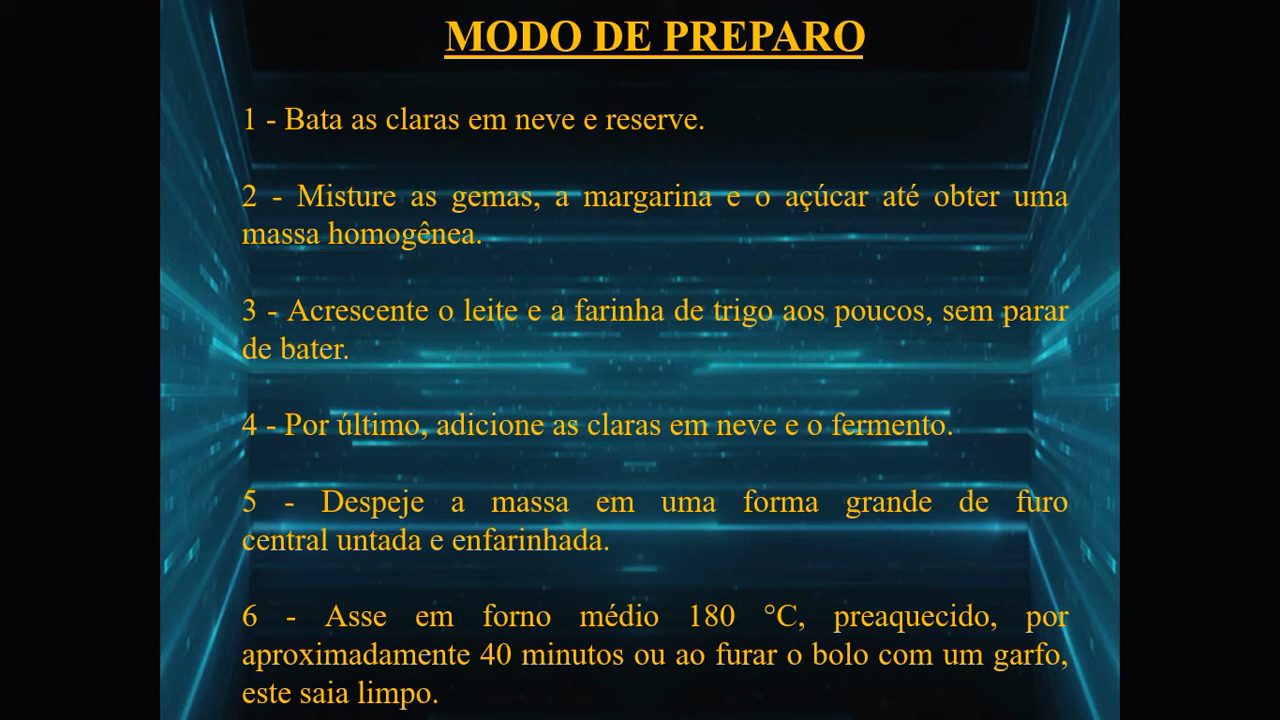 MODO DE PREPARO
1 - Bata as claras em neve e reserve.
2 - Misture as gemas, a margarina e o açúcar até obter uma
massa homogênea.
3 - Acrescente o leite e a farinha de trigo aos poucos, sem parar
de bater.
4 - Por último, adicione as claras em neve e o fermento.
5 - Despeje a massa em uma forma grande de furo
central untada e enfarinhada.
6 - Asse em forno médio 180 °C, preaquecido, por
aproximadamente 40 minutos ou ao furar o bolo com um garfo,
este saia limpo.